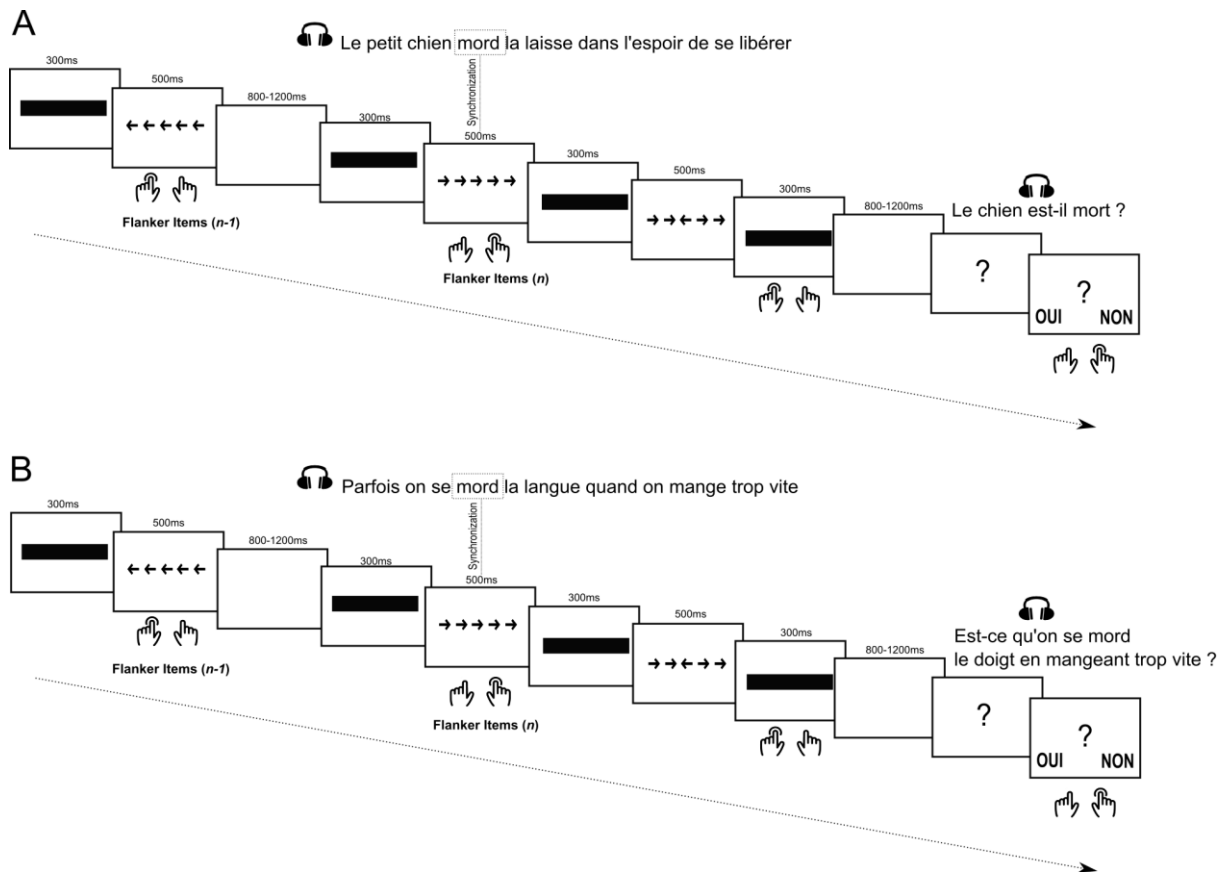 A
Le petit chien mord la laisse dans l'espoir de se libérer
300ms
500ms
800-1200ms
300ms
Synchronization
500ms
300ms
500ms
300ms
800-1200ms
Le chien est-il mort ?
← ← ← ← ←
→ → → → →
→ → ← → →
Flanker Items (n-1)
Flanker Items (n)
?
?
OUI NON
B
Parfois on se mord la langue quand on mange trop vite
300ms
500ms
800-1200ms
300ms
Synchronization
500ms
300ms
500ms
300ms
800-1200ms
Est-ce qu'on se mord
le doigt en mangeant trop vite ?
← ← ← ← ←
→ → → → →
→ → ← → →
Flanker Items (n-1)
Flanker Items (n)
?
?
OUI NON